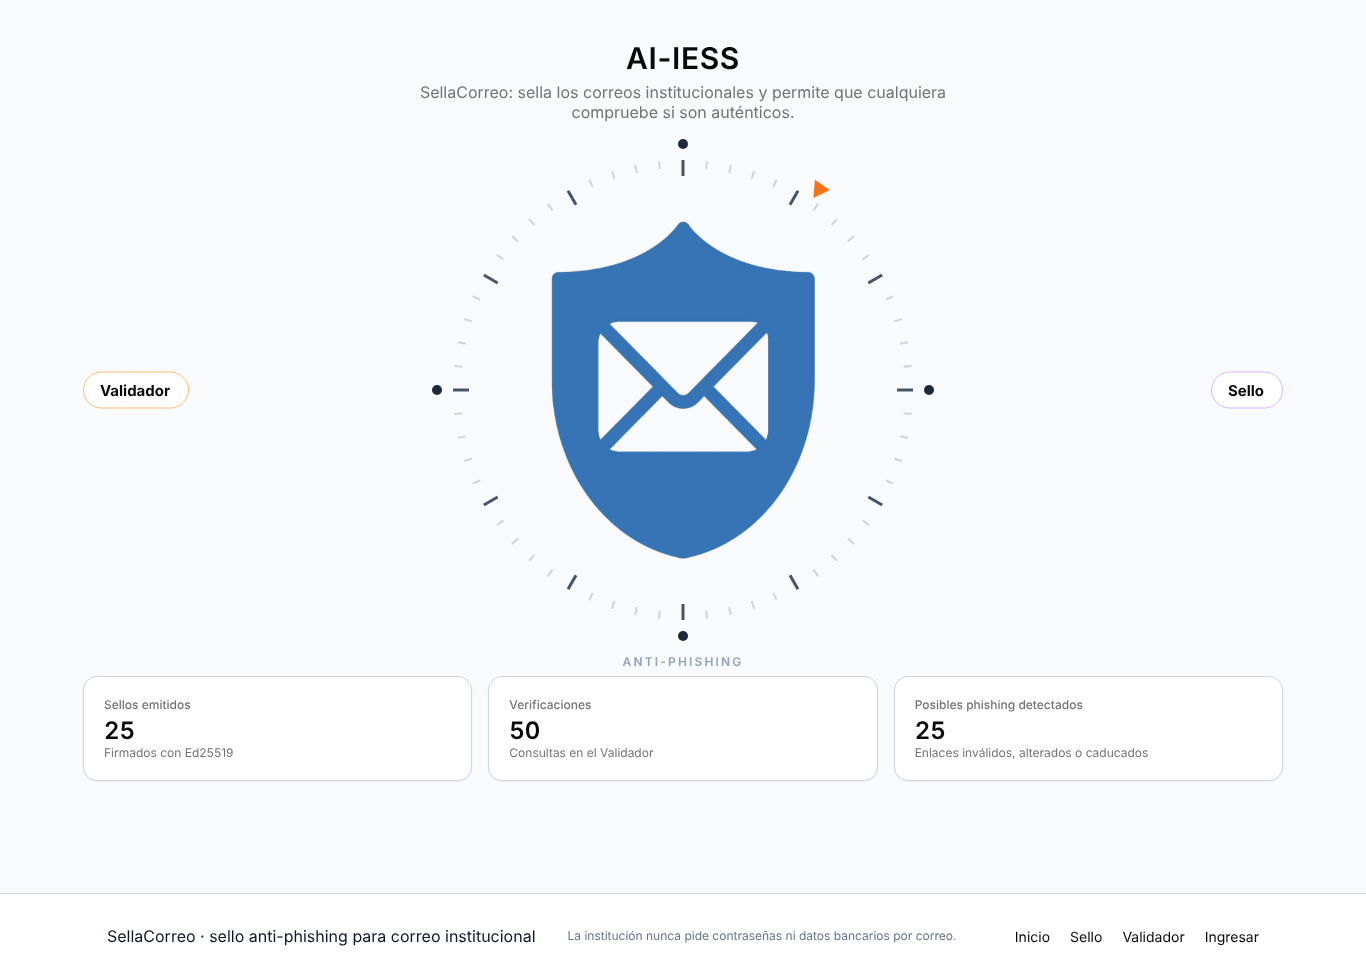 AI-IESS
SellaCorreo: sella los correos institucionales y permite que cualquiera
compruebe si son auténticos.
Validador
Sello
ANTI-PHISHING
Sellos emitidos
25
Firmados con Ed25519
Verificaciones
50
Consultas en el Validador
Posibles phishing detectados
25
Enlaces inválidos, alterados o caducados
SellaCorreo · sello anti-phishing para correo institucional
La institución nunca pide contraseñas ni datos bancarios por correo.
Inicio Sello Validador Ingresar